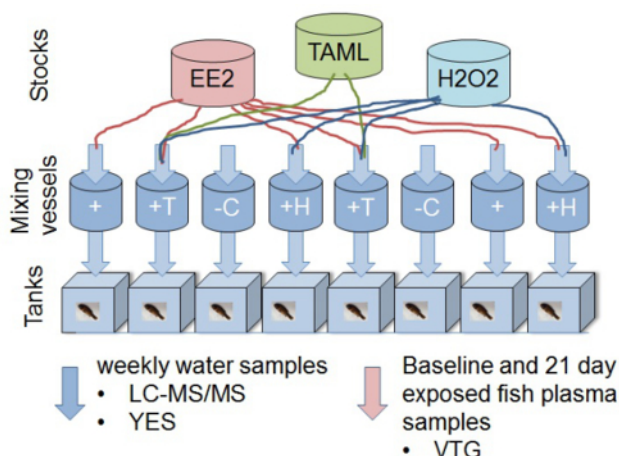 Stocks
EE2
TAML
H2O2
Mixing
vessels
+
+T
-C
+H
+T
-C
+
+H
Tanks
weekly water samples
• LC-MS/MS
• YES
Baseline and 21 day
exposed fish plasma
samples
• VTG